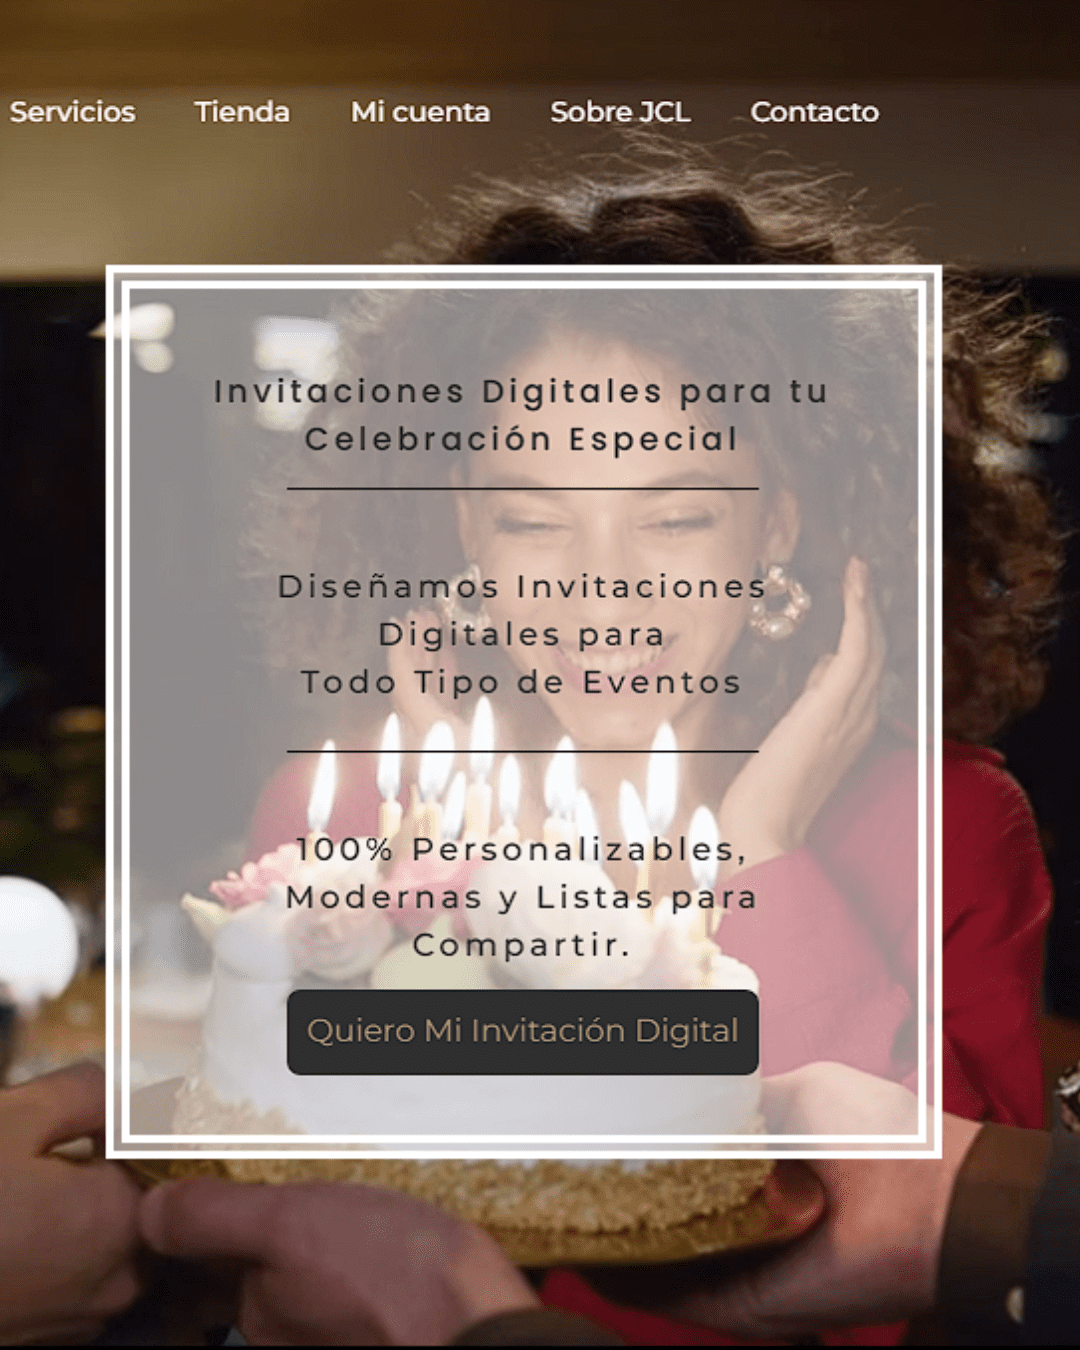 Servicios Tienda Mi cuenta Sobre JCL Contacto
Invitaciones Digitales para tu
Celebración Especial
Diseñamos Invitaciones
Digitales para
Todo Tipo de Eventos
100% Personalizables,
Modernas y Listas para
Compartir.
Quiero Mi Invitación Digital